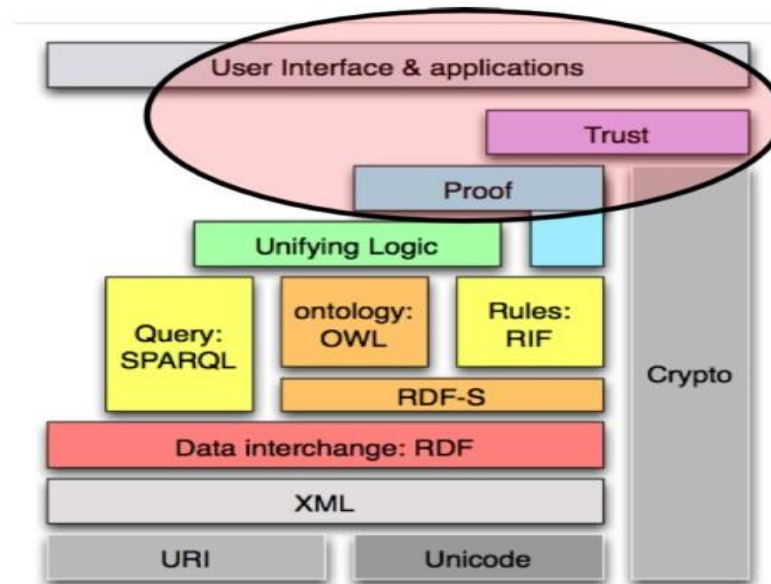 User Interface & applications
Trust
Proof
Unifying Logic
Query:
SPARQL
ontology:
OWL
Rules:
RIF
Crypto
RDF-S
Data interchange: RDF
XML
URI
Unicode